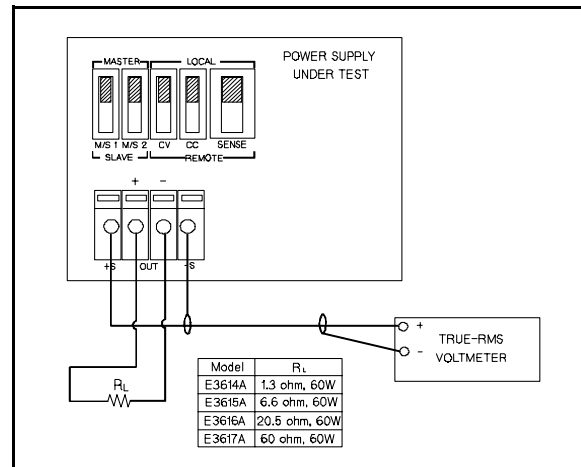 POWER SUPPLY
UNDER TEST
MASTER LOCAL
M/S 1 M/S 2 CV CC SENSE
SLAVE REMOTE
+ −
+S OUT -S
+
TRUE-RMS
VOLTMETER
-
RL
Model RL
E3614A 1.3 ohm, 60W
E3615A 6.6 ohm, 60W
E3616A 20.5 ohm, 60W
E3617A 60 ohm, 60W